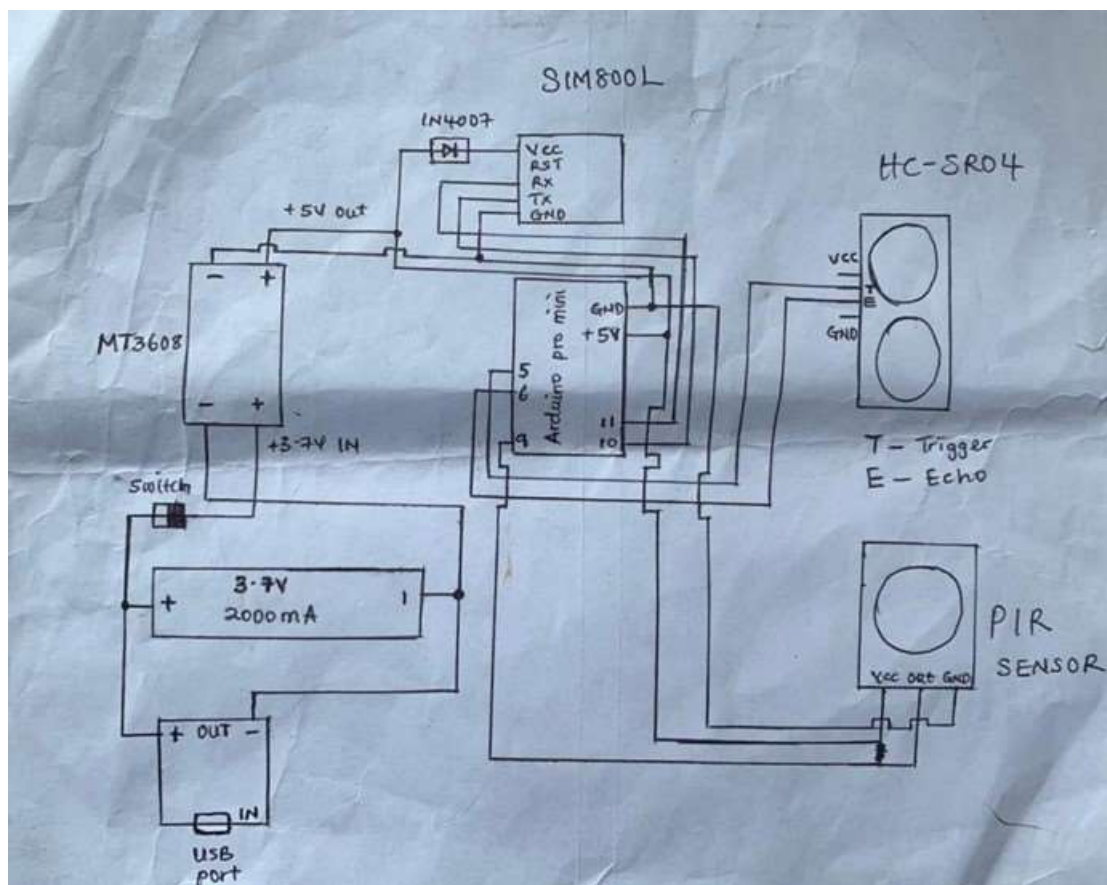 SIM800L
1N4007
Vcc
RST
Rx
Tx
GND
HC-SR04
+5V out
VCC
T
E
GND
- +
MT3608
- +
+3.7V IN
Arduino pro mini
GND
+5V
5
6
9
11
10
T - Trigger
E - Echo
Switch
3.7V
+ -
2000mA
PIR
SENSOR
Vcc OUt GND
+ OUT -
IN
USB
port